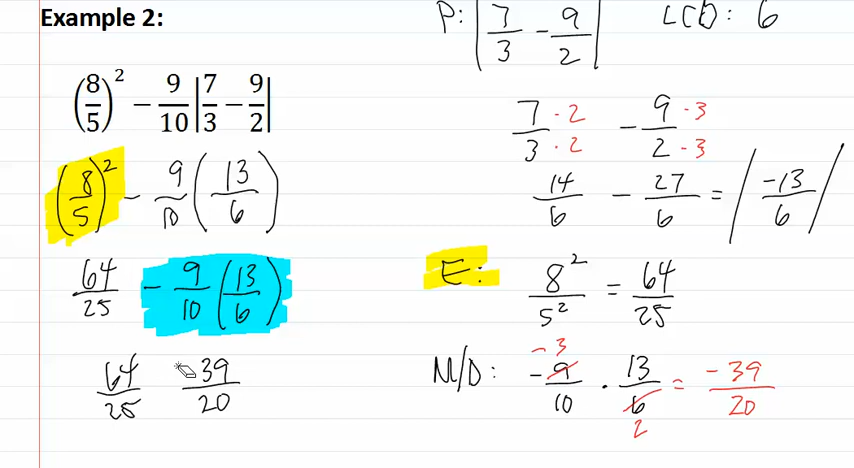 Example 2:
(8/5)^2 − 9/10 |7/3 − 9/2|
(8/5)^2 − 9/10 (13/6)
64/25 − 9/10 (13/6)
64/25 −39/20
P: |7/3 − 9/2| LCD: 6
7/3 ·2/·2 − 9/2 ·3/·3
14/6 − 27/6 = |−13/6|
E: 8^2/5^2 = 64/25
M/D: −9/10 · 13/6 = −39/20
−3
2